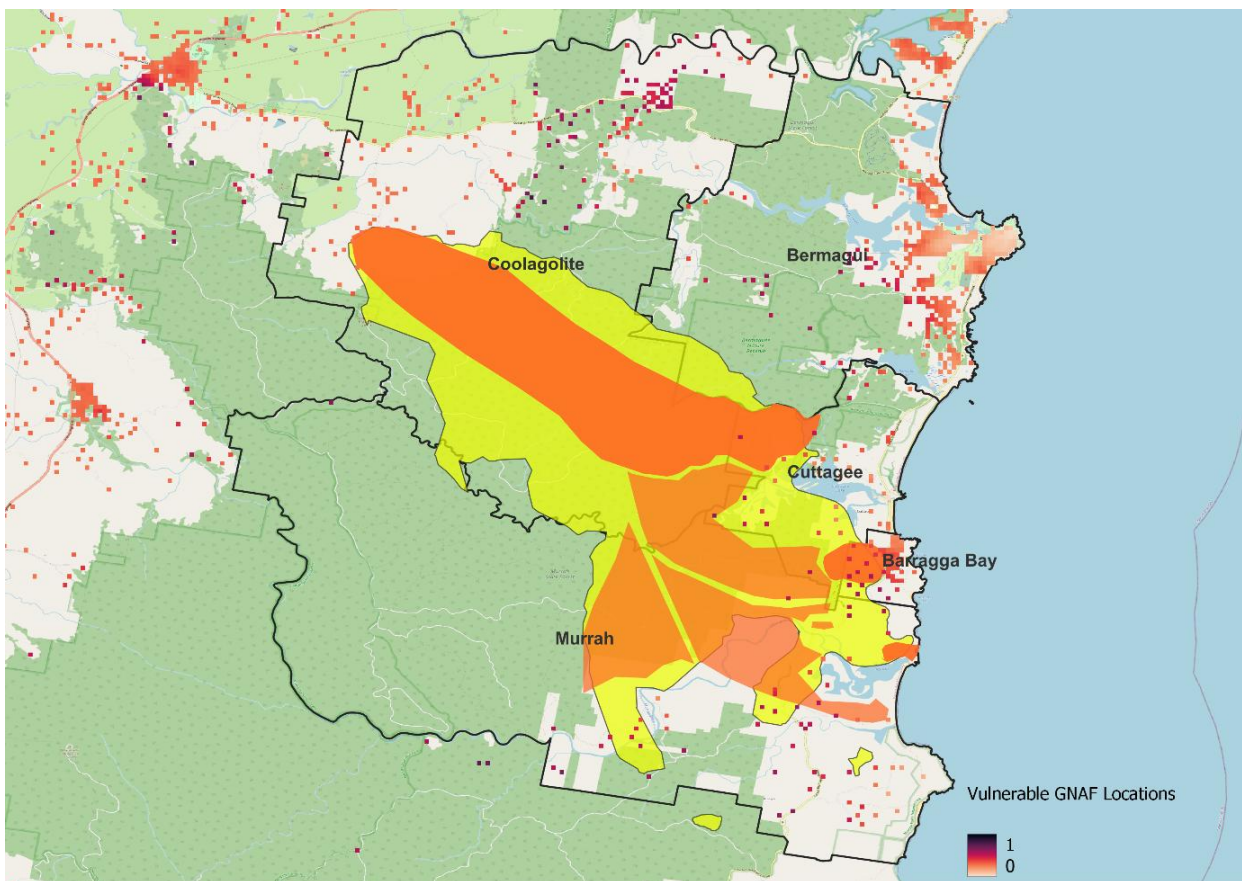 Coolagolite
Bermagui
Cuttagee
Barragga Bay
Murrah
Vulnerable GNAF Locations
1
0